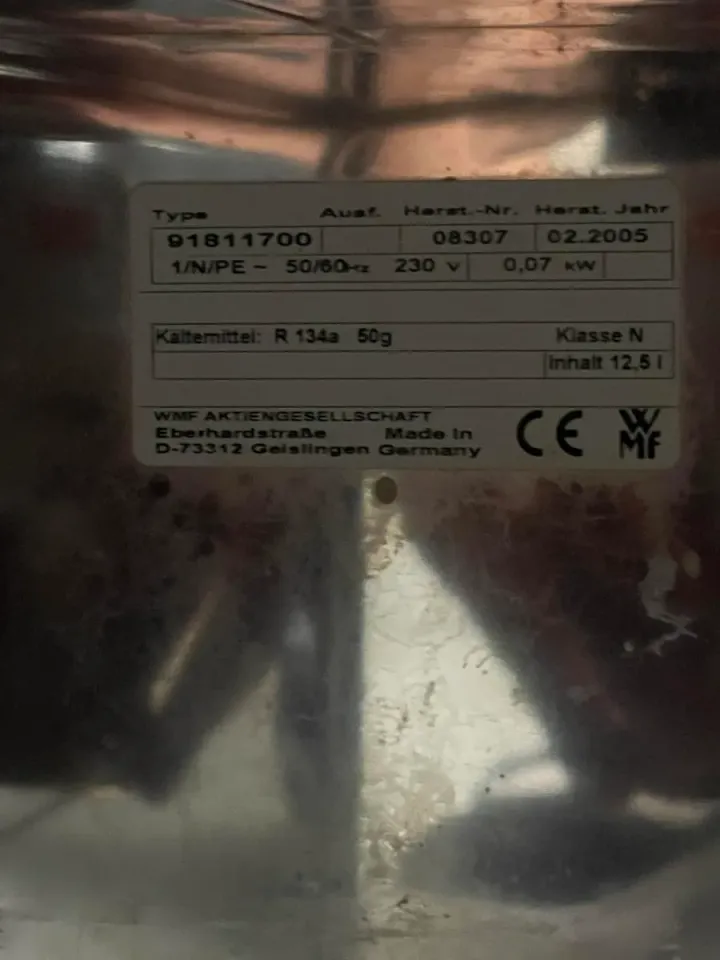 Type Ausf. Herst.-Nr. Herst. Jahr
91811700 08307 02.2005
1/N/PE ~ 50/60Hz 230 V 0,07 kW
Kältemittel: R 134a 50g Klasse N
Inhalt 12,5 l
WMF AKTIENGESELLSCHAFT
Eberhardstraße Made in
D-73312 Geislingen Germany
CE WMF